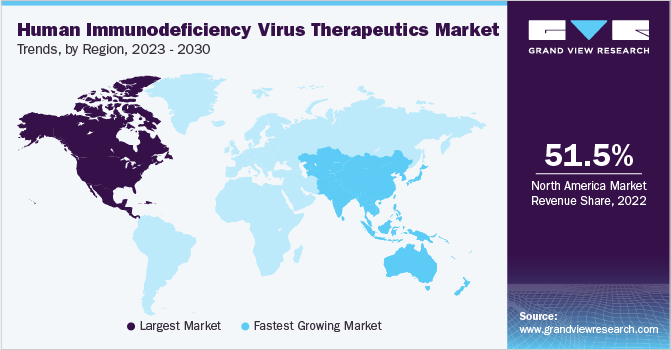 Human Immunodeficiency Virus Therapeutics Market
Trends, by Region, 2023 - 2030
GRAND VIEW RESEARCH
51.5%
North America Market
Revenue Share, 2022
Largest Market
Fastest Growing Market
Source:
www.grandviewresearch.com